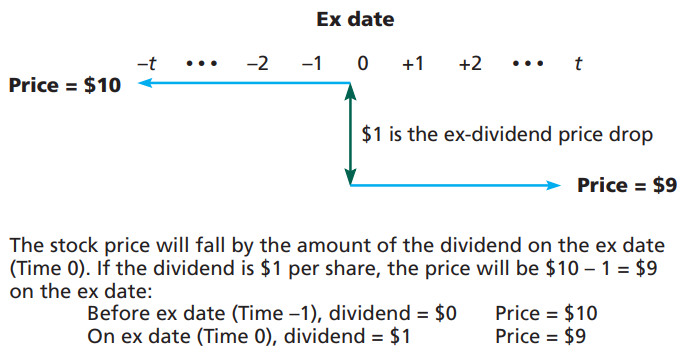 Ex date
–t ••• –2 –1 0 +1 +2 ••• t
Price = $10
$1 is the ex-dividend price drop
Price = $9
The stock price will fall by the amount of the dividend on the ex date
(Time 0). If the dividend is $1 per share, the price will be $10 – 1 = $9
on the ex date:
Before ex date (Time –1), dividend = $0 Price = $10
On ex date (Time 0), dividend = $1 Price = $9